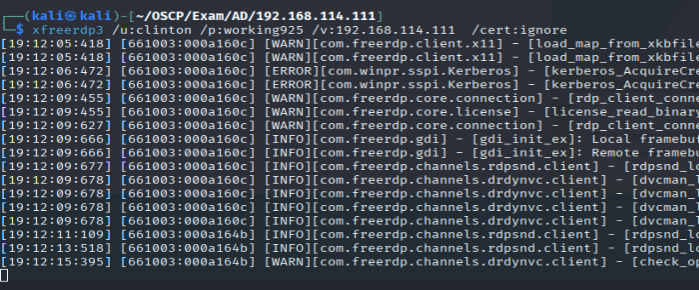 ┌──(kali㉿kali)-[~/OSCP/Exam/AD/192.168.114.111]
└─$ xfreerdp3 /u:clinton /p:working925 /v:192.168.114.111  /cert:ignore
[19:12:05:418] [661003:000a160c] [WARN][com.freerdp.client.x11] - [load_map_from_xkbfile
[19:12:05:418] [661003:000a160c] [WARN][com.freerdp.client.x11] - [load_map_from_xkbfile
[19:12:06:472] [661003:000a160c] [ERROR][com.winpr.sspi.Kerberos] - [kerberos_AcquireCre
[19:12:06:472] [661003:000a160c] [ERROR][com.winpr.sspi.Kerberos] - [kerberos_AcquireCre
[19:12:09:455] [661003:000a160c] [WARN][com.freerdp.core.connection] - [rdp_client_conne
[19:12:09:455] [661003:000a160c] [WARN][com.freerdp.core.license] - [license_read_binary
[19:12:09:627] [661003:000a160c] [WARN][com.freerdp.core.connection] - [rdp_client_conne
[19:12:09:666] [661003:000a160c] [INFO][com.freerdp.gdi] - [gdi_init_ex]: Local framebuf
[19:12:09:666] [661003:000a160c] [INFO][com.freerdp.gdi] - [gdi_init_ex]: Remote framebu
[19:12:09:677] [661003:000a160c] [INFO][com.freerdp.channels.rdpsnd.client] - [rdpsnd_lo
[19:12:09:678] [661003:000a160c] [INFO][com.freerdp.channels.drdynvc.client] - [dvcman_l
[19:12:09:678] [661003:000a160c] [INFO][com.freerdp.channels.drdynvc.client] - [dvcman_l
[19:12:09:678] [661003:000a160c] [INFO][com.freerdp.channels.drdynvc.client] - [dvcman_l
[19:12:09:678] [661003:000a160c] [INFO][com.freerdp.channels.drdynvc.client] - [dvcman_l
[19:12:11:109] [661003:000a164b] [INFO][com.freerdp.channels.rdpsnd.client] - [rdpsnd_lo
[19:12:13:518] [661003:000a164b] [INFO][com.freerdp.channels.rdpsnd.client] - [rdpsnd_lo
[19:12:15:395] [661003:000a164b] [WARN][com.freerdp.channels.drdynvc.client] - [check_op